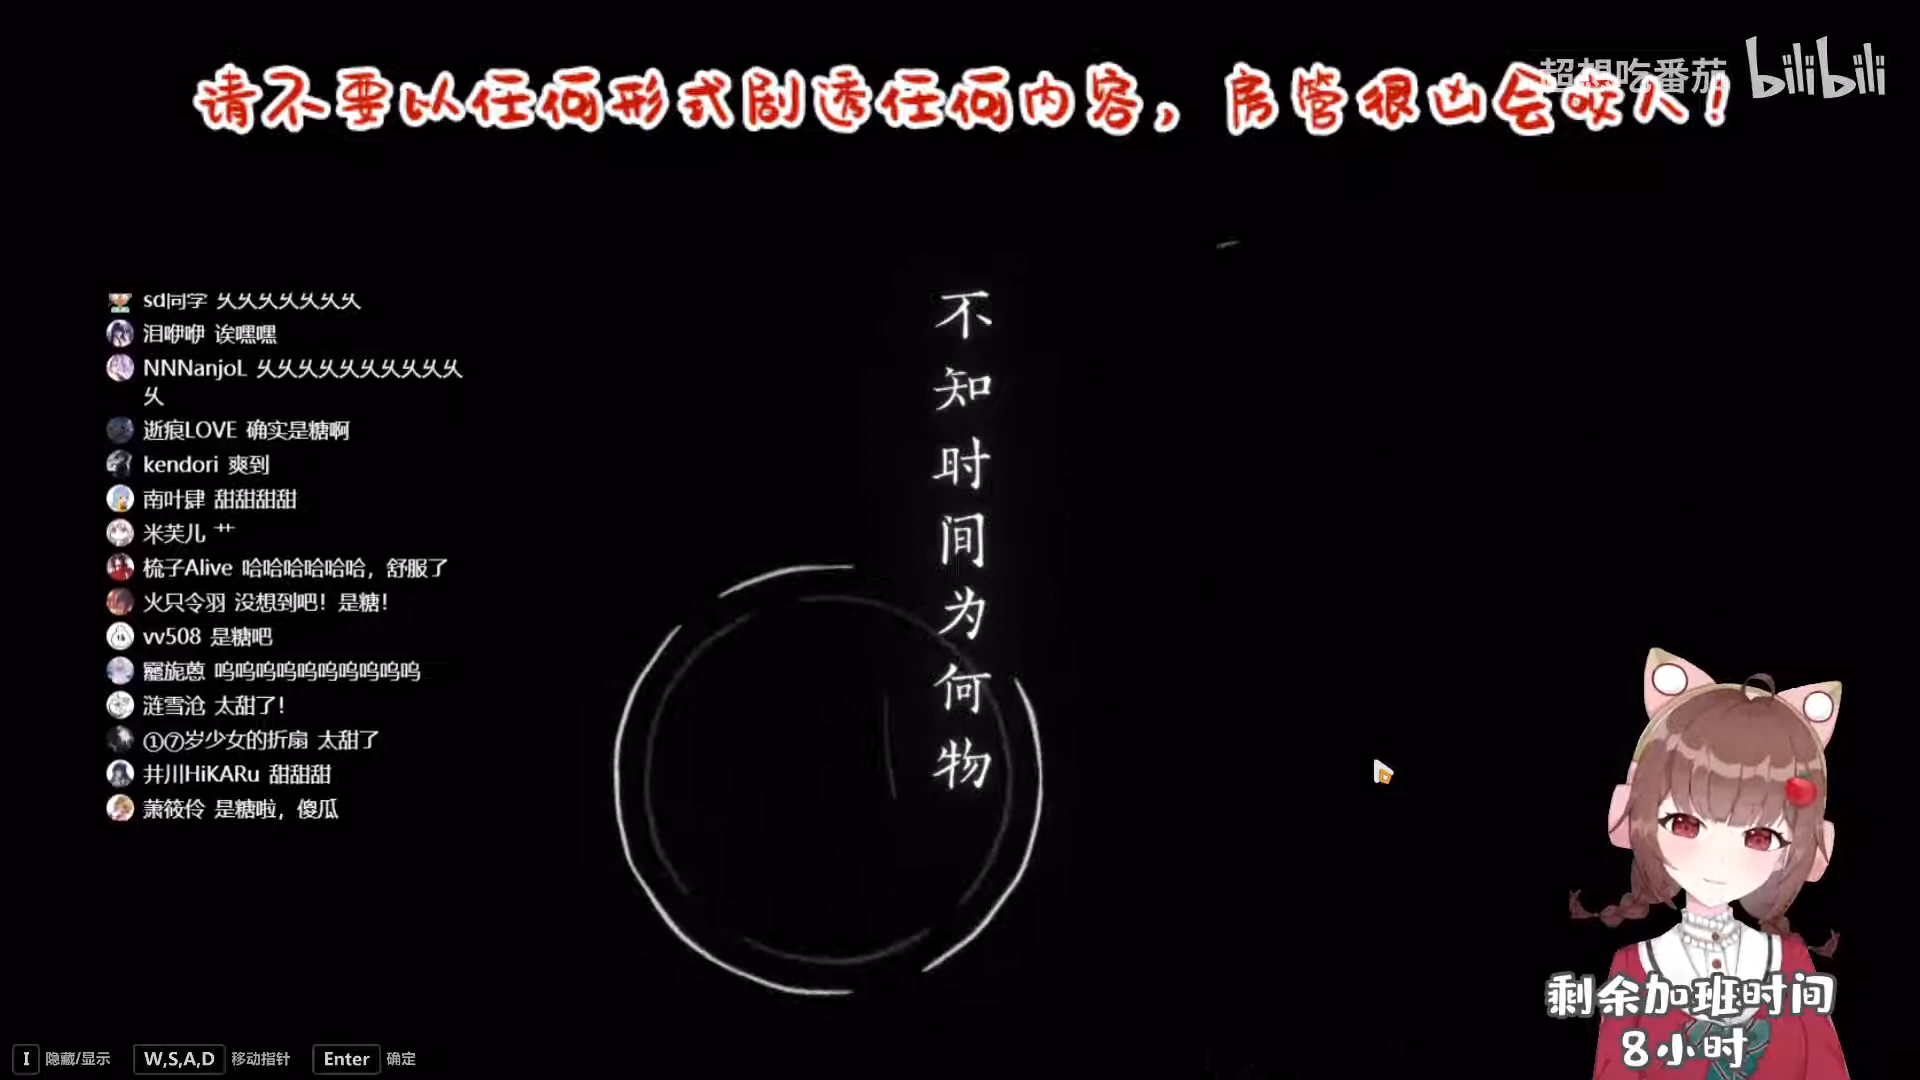 请不要以任何形式剧透任何内容，房管很凶会咬人！
超想吃番茄 bilibili
sd同学 乆乆乆乆乆乆乆
泪咿咿 诶嘿嘿
NNNanjoL 乆乆乆乆乆乆乆乆乆乆
乆
逝痕LOVE 确实是糖啊
kendori 爽到
南叶肆 甜甜甜甜
米芙儿 艹
梳子Alive 哈哈哈哈哈哈，舒服了
火只令羽 没想到吧！是糖！
vv508 是糖吧
旎蒽 呜呜呜呜呜呜呜呜呜呜
涟雪沧 太甜了！
①⑦岁少女的折扇 太甜了
井川HiKARu 甜甜甜
萧筱伶 是糖啦，傻瓜
不知时间为何物
剩余加班时间
8小时
I 隐藏/显示 W,S,A,D 移动指针 Enter 确定